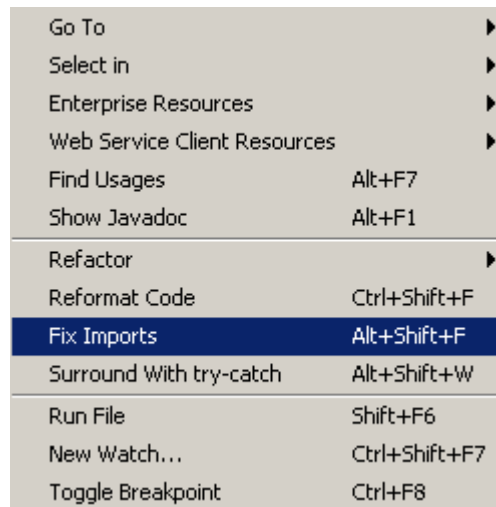 Go To
Select in
Enterprise Resources
Web Service Client Resources
Find Usages Alt+F7
Show Javadoc Alt+F1
Refactor
Reformat Code Ctrl+Shift+F
Fix Imports Alt+Shift+F
Surround With try-catch Alt+Shift+W
Run File Shift+F6
New Watch... Ctrl+Shift+F7
Toggle Breakpoint Ctrl+F8